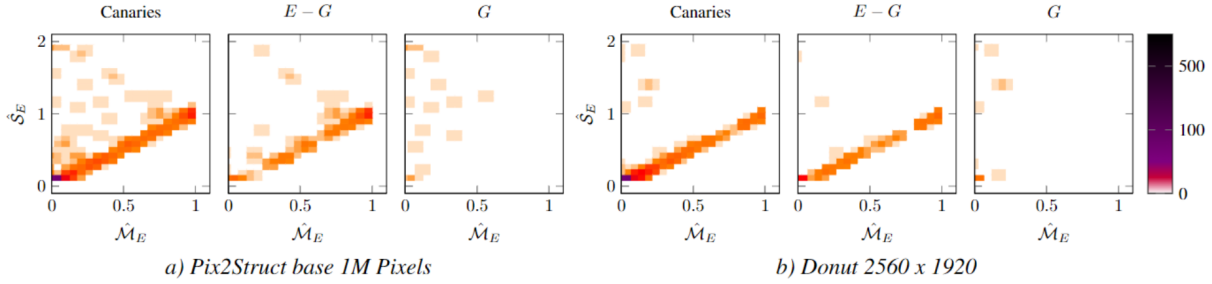 Canaries
E − G
G
Canaries
E − G
G
2
1
0
Ŝ_E
0 0.5 1
0 0.5 1
0 0.5 1
M̂_E
M̂_E
M̂_E
a) Pix2Struct base 1M Pixels
2
1
0
Ŝ_E
0 0.5 1
0 0.5 1
0 0.5 1
M̂_E
M̂_E
M̂_E
b) Donut 2560 x 1920
500
100
0